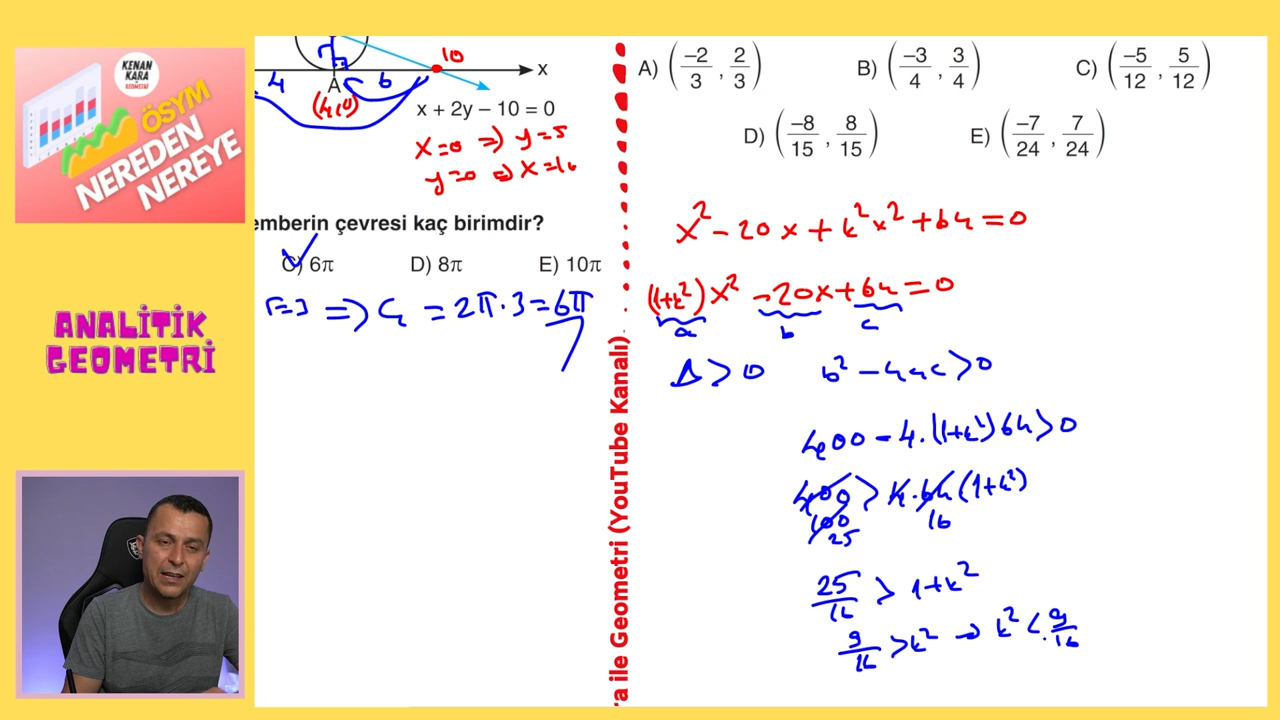 KENAN
KARA
GEOMETRİ
ÖSYM
NEREDEN
NEREYE
ANALİTİK
GEOMETRİ
10
x
4
A
6
(4,0)
x + 2y – 10 = 0
x=0 ⇒ y=5
y=0 ⇒ x=10
emberin çevresi kaç birimdir?
C) 6π D) 8π E) 10π
r=3 ⇒ Ç = 2π·3=6π
ra ile Geometri (YouTube Kanalı)
A) (-2/3 , 2/3) B) (-3/4 , 3/4) C) (-5/12 , 5/12)
D) (-8/15 , 8/15) E) (-7/24 , 7/24)
x² - 20x + k²x² + 64 = 0
(1+k²)x² - 20x + 64 = 0
a b c
Δ > 0 b² - 4ac > 0
400 - 4.(1+k²)64 > 0
400 > 4.64(1+k²)
100 16
25
25/16 > 1+k²
9/16 > k² → k² < 9/16